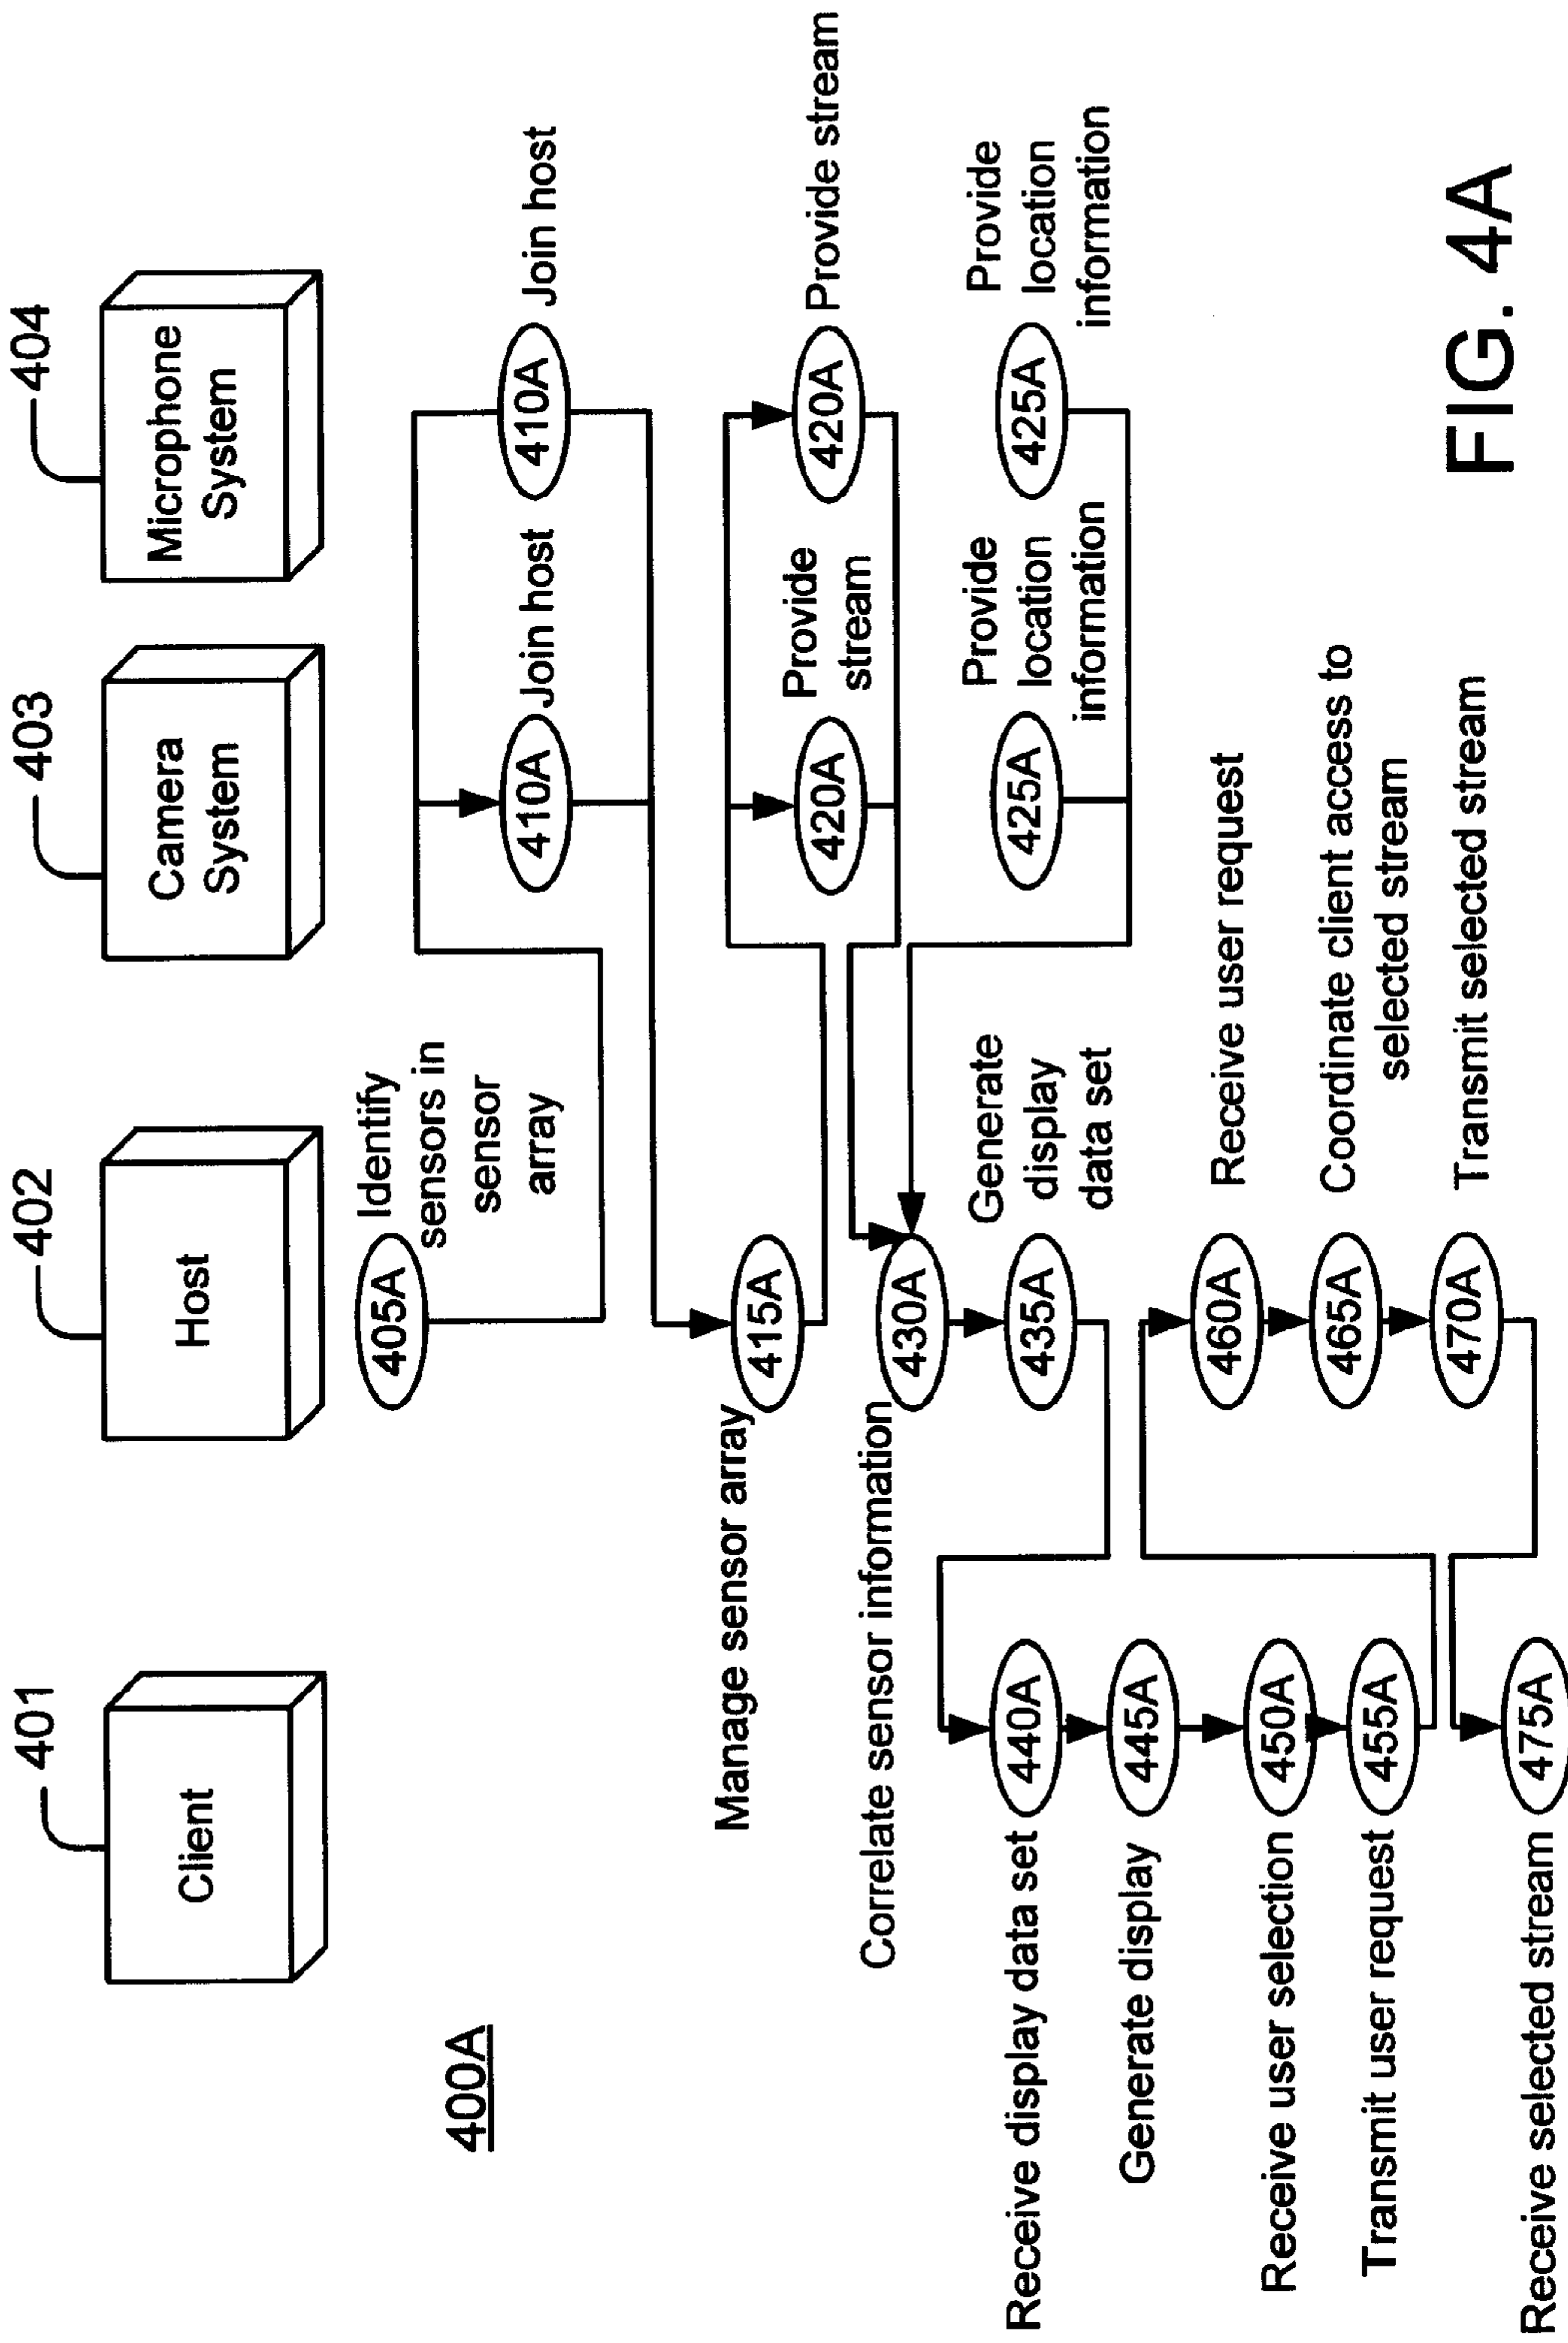 401
402
403
404
Client
Host
Camera
System
Microphone
System
400A
405A
Identify
sensors in
sensor
array
410A
Join host
410A
Join host
Manage sensor array
415A
420A
Provide
stream
420A
Provide stream
Correlate sensor information
430A
425A
Provide
location
information
425A
Provide
location
information
435A
Generate
display
data set
Receive display data set
440A
Generate display
445A
Receive user selection
450A
Transmit user request
455A
460A
Receive user request
465A
Coordinate client access to
selected stream
470A
Transmit selected stream
Receive selected stream
475A
FIG. 4A